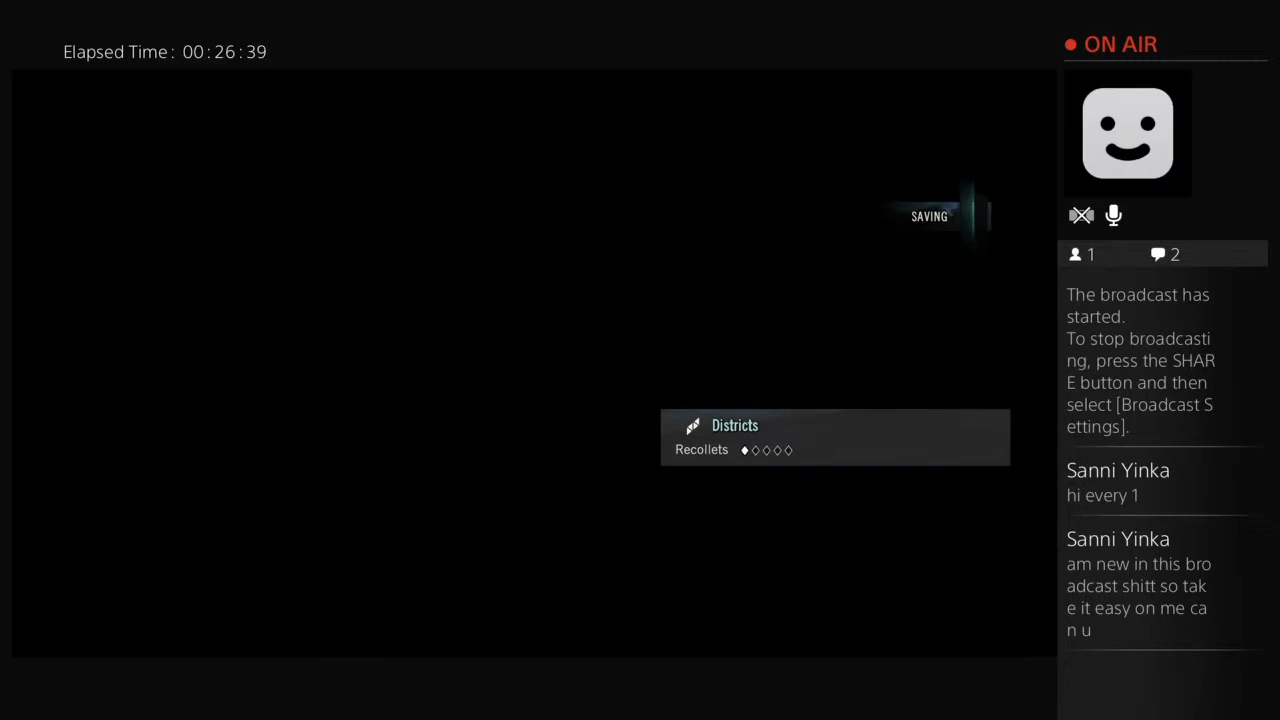 Elapsed Time: 00:26:39
ON AIR
SAVING
1 2
Districts
Recollets
The broadcast has
started.
To stop broadcasti
ng, press the SHAR
E button and then
select [Broadcast S
ettings].
Sanni Yinka
hi every 1
Sanni Yinka
am new in this bro
adcast shitt so tak
e it easy on me ca
n u